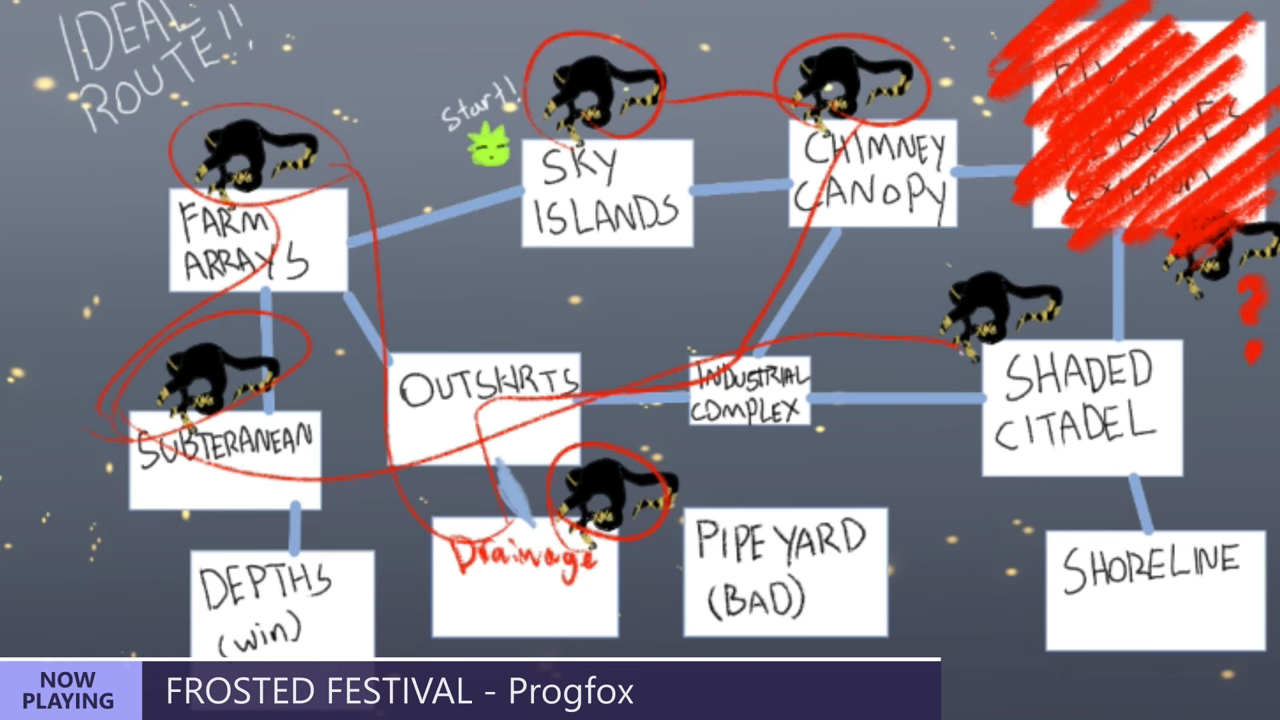 IDEAL
ROUTE!!
Start!!
SKY
ISLANDS
CHIMNEY
CANOPY
FARM
ARRAYS
OUTSKIRTS
INDUSTRIAL
COMPLEX
SHADED
CITADEL
?
SUBTERANEAN
DEPTHS
(win)
Drainage
PIPE YARD
(BAD)
SHORELINE
NOW
PLAYING
FROSTED FESTIVAL - Progfox